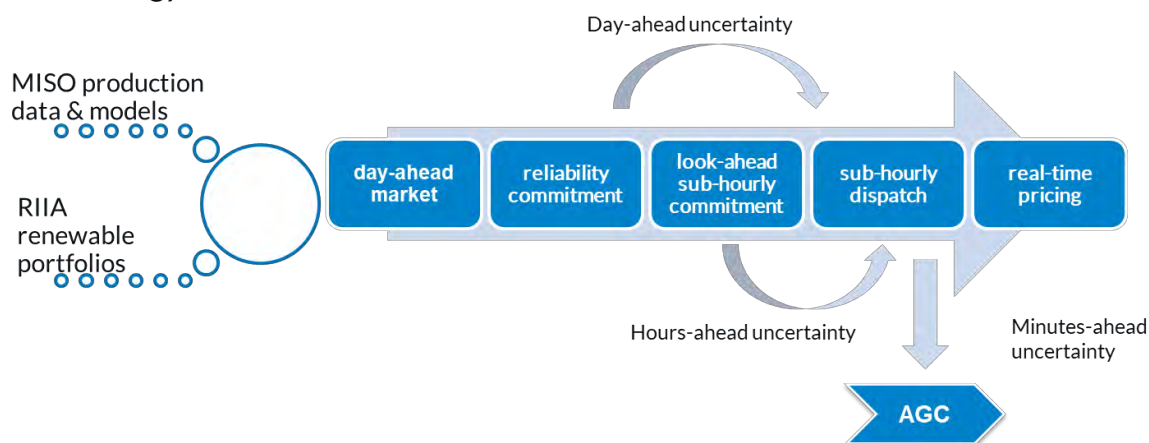 Day-ahead uncertainty
MISO production
data & models
RIIA
renewable
portfolios
day-ahead
market
reliability
commitment
look-ahead
sub-hourly
commitment
sub-hourly
dispatch
real-time
pricing
Hours-ahead uncertainty
Minutes-ahead
uncertainty
AGC